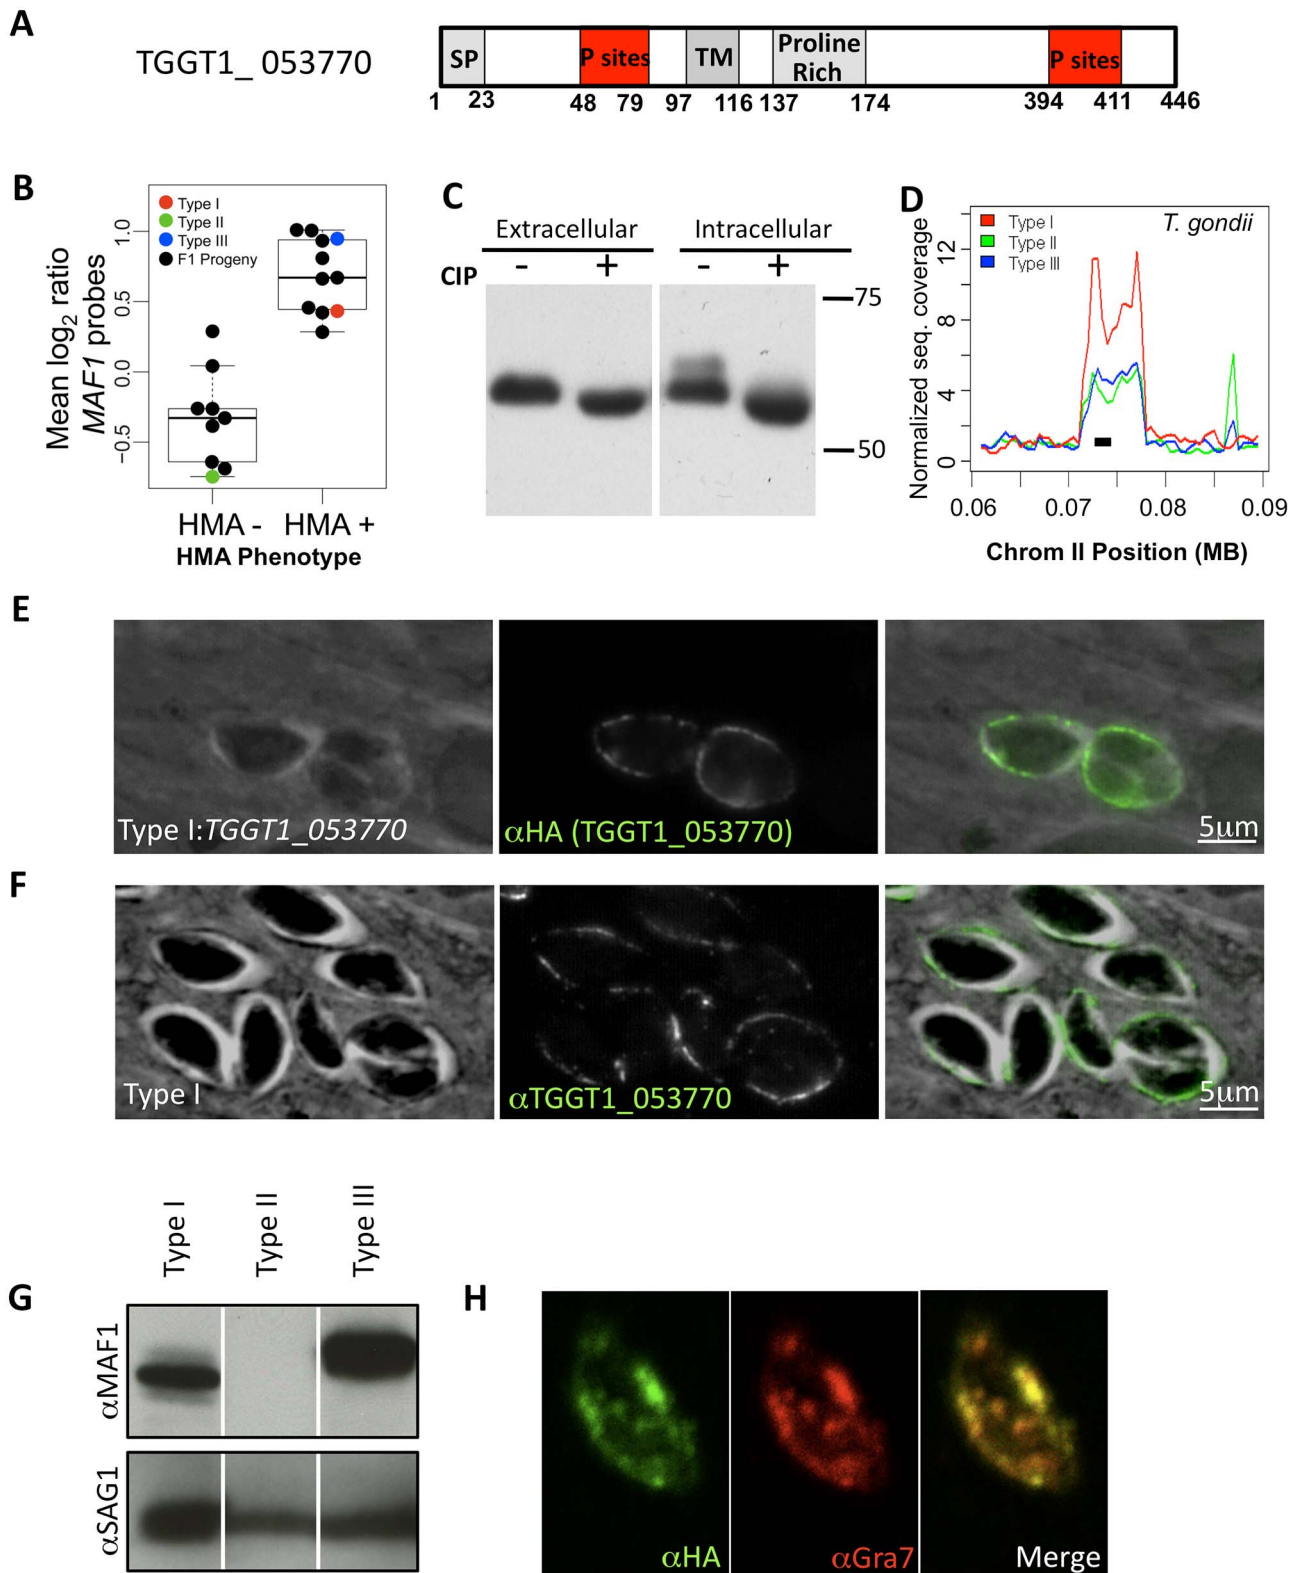 A
TGGT1_ 053770
SP
P sites
TM
Proline
Rich
P sites
1 23 48 79 97 116 137 174 394 411 446
B
Mean log2 ratio
MAF1 probes
1.0
0.5
0.0
−0.5
Type I
Type II
Type III
F1 Progeny
HMA - HMA +
HMA Phenotype
C
Extracellular Intracellular
CIP - + - +
75
50
D
Normalized seq. coverage
12
8
4
0
Type I
Type II
Type III
T. gondii
0.06 0.07 0.08 0.09
Chrom II Position (MB)
E
Type I:TGGT1_053770
αHA (TGGT1_053770)
5μm
F
Type I
αTGGT1_053770
5μm
G
Type I
Type II
Type III
αMAF1
αSAG1
H
αHA
αGra7
Merge